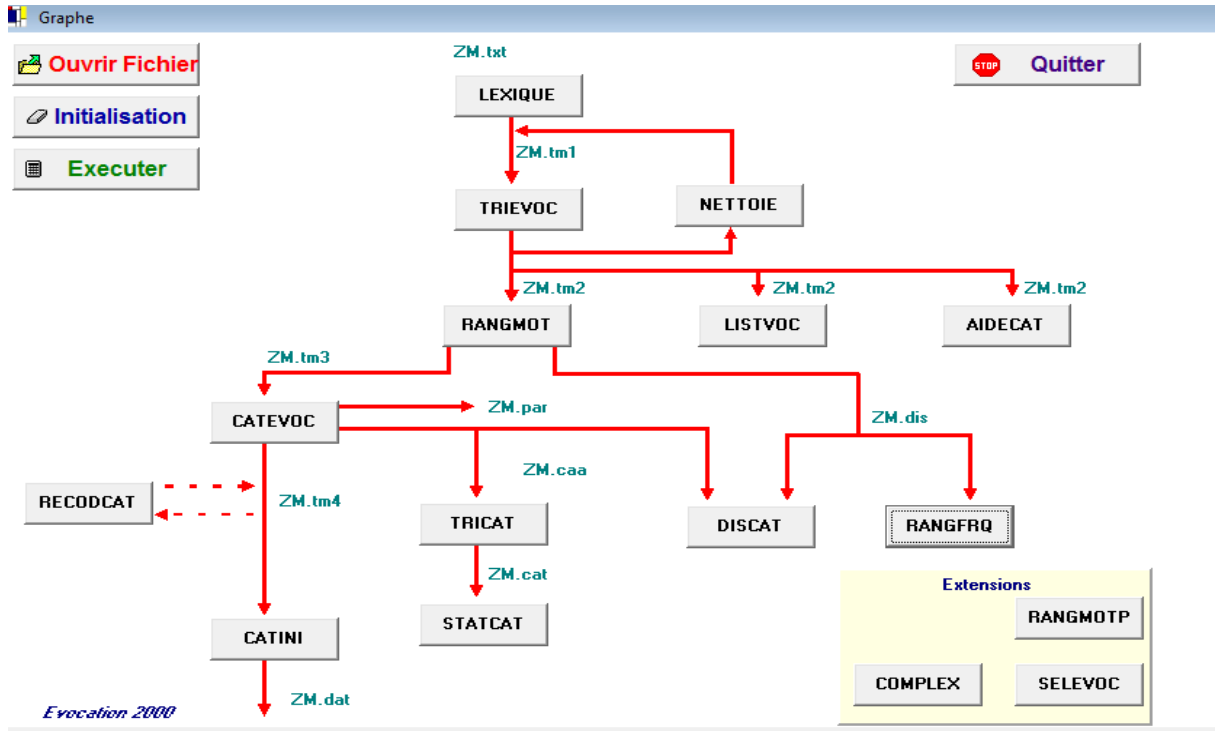 Graphe
Ouvrir Fichier
ZM.txt
Quitter
LEXIQUE
Initialisation
ZM.tm1
Executer
TRIEVOC
NETTOIE
ZM.tm2
ZM.tm2
ZM.tm2
RANGMOT
LISTVOC
AIDECAT
ZM.tm3
CATEVOC
ZM.par
ZM.dis
ZM.caa
RECODCAT
ZM.tm4
TRICAT
DISCAT
RANGFRQ
ZM.cat
Extensions
STATCAT
RANGMOTP
CATINI
COMPLEX
SELEVOC
ZM.dat
Evocation 2000
STOP